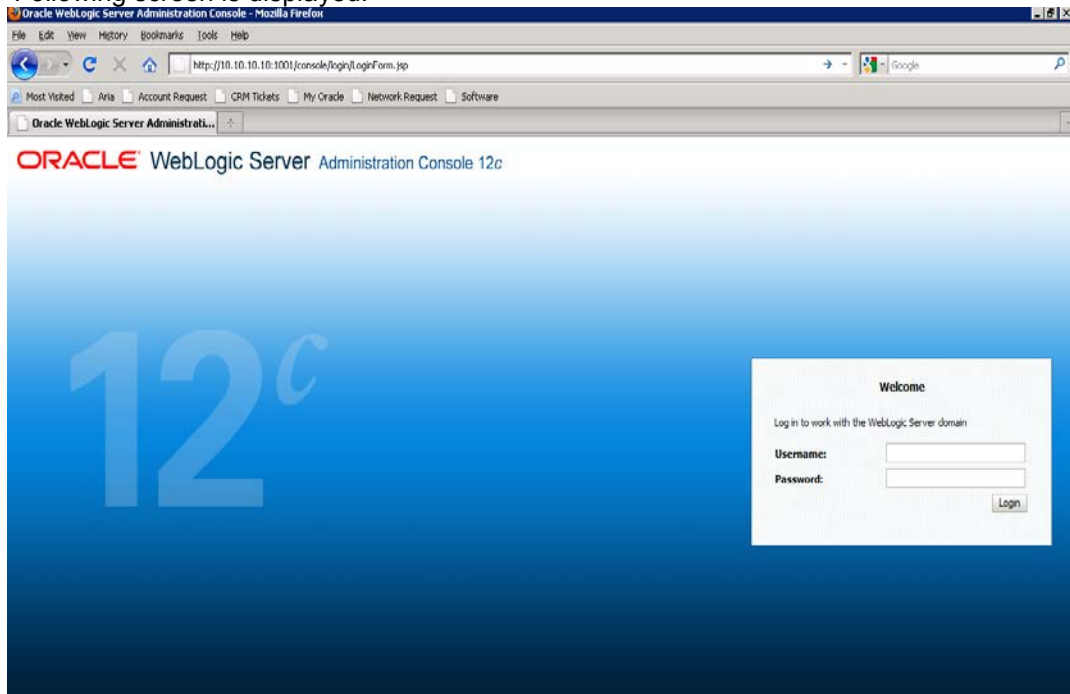 Following screen is displayed:
Oracle WebLogic Server Administration Console - Mozilla Firefox
File Edit View History Bookmarks Tools Help
http://10.10.10.10:1001/console/login/LoginForm.jsp
Google
Most Visited Aria Account Request CRM Tickets My Oracle Network Request Software
Oracle WebLogic Server Administrati...
ORACLE WebLogic Server Administration Console 12c
12c
Welcome
Log in to work with the WebLogic Server domain
Username:
Password:
Login